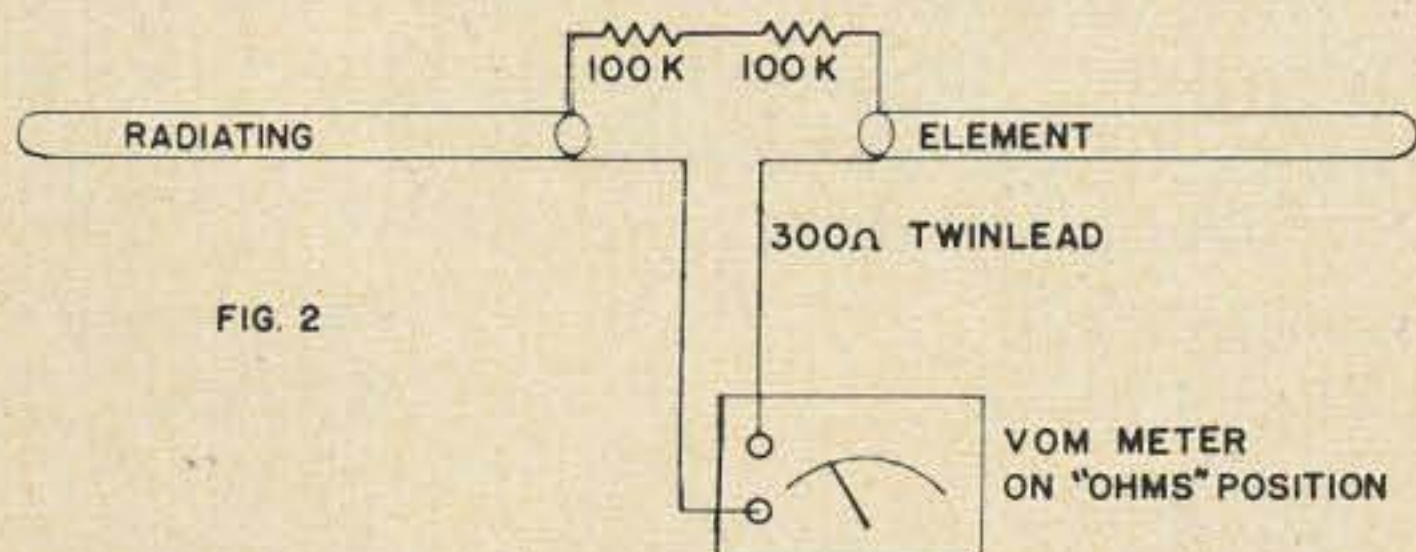 100 K 100 K
RADIATING ELEMENT
300Ω TWINLEAD
FIG. 2
VOM METER
ON "OHMS" POSITION